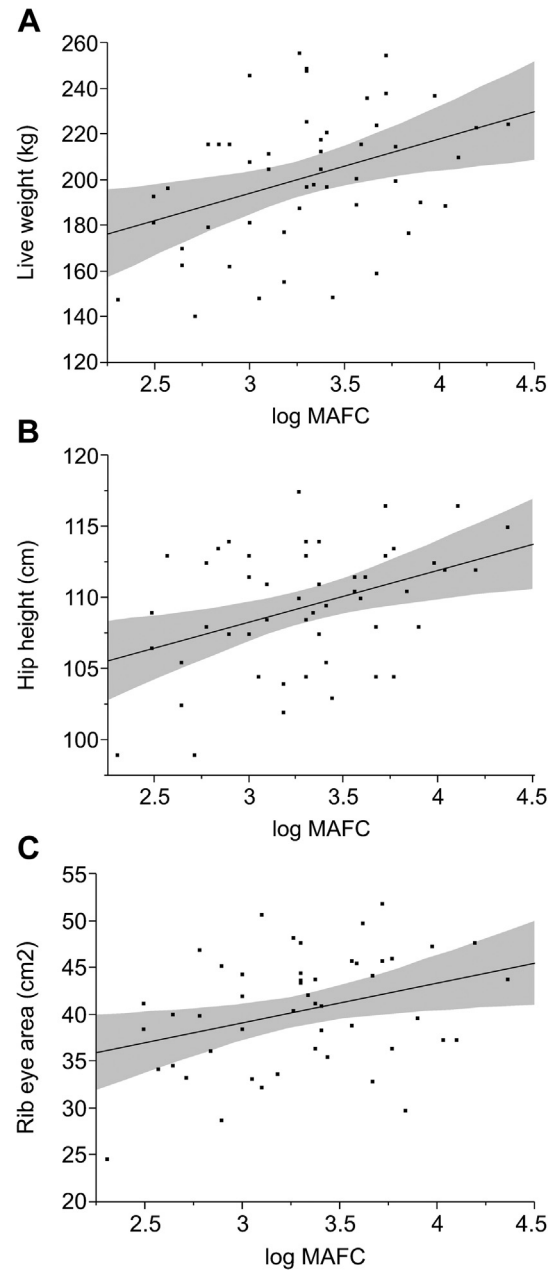 A
260
240
220
200
180
160
140
120
Live weight (kg)
2.5 3 3.5 4 4.5
log MAFC
B
120
115
110
105
100
Hip height (cm)
2.5 3 3.5 4 4.5
log MAFC
C
55
50
45
40
35
30
25
20
Rib eye area (cm2)
2.5 3 3.5 4 4.5
log MAFC